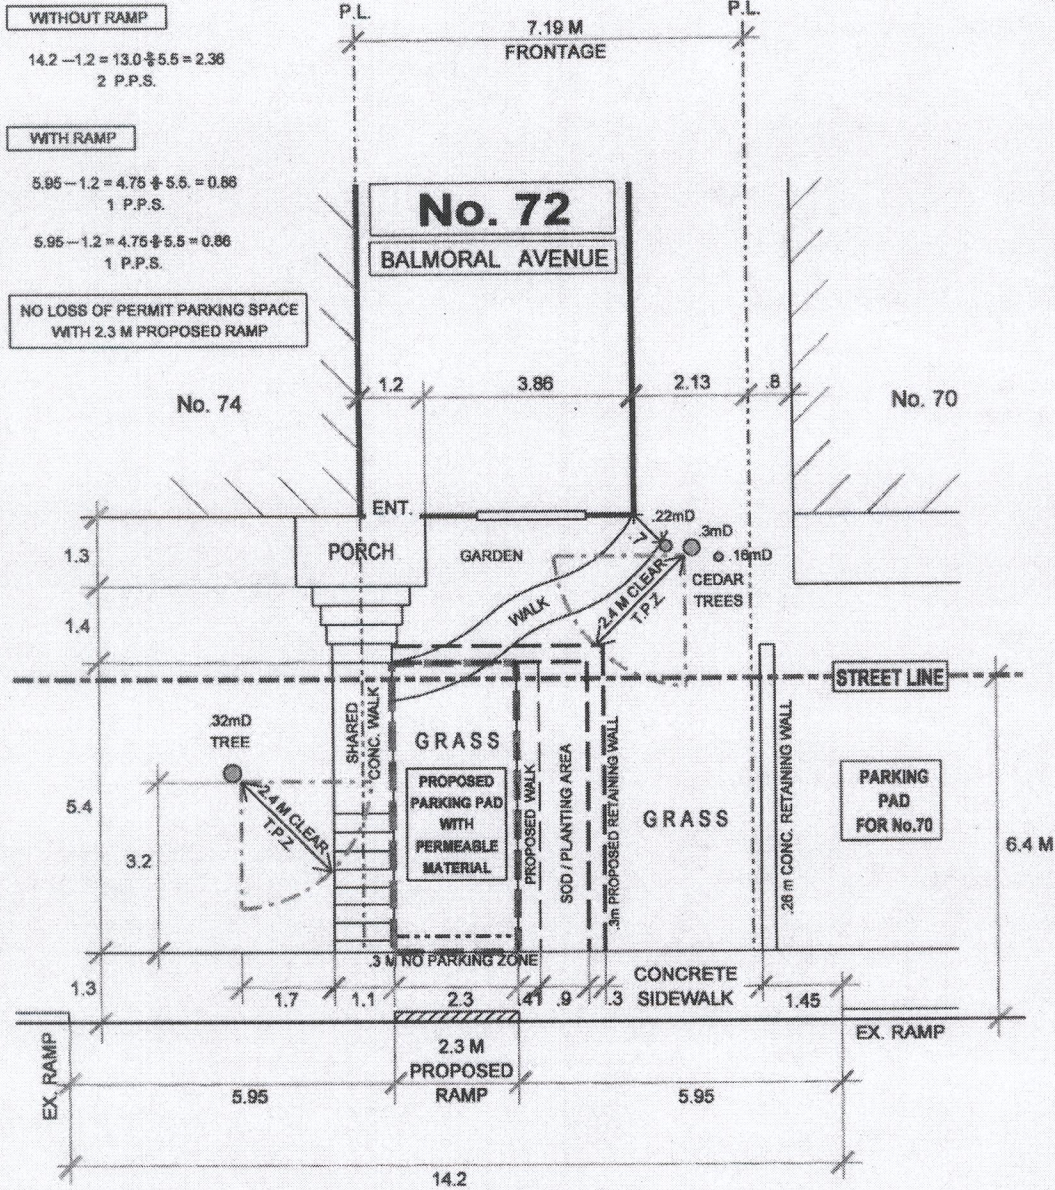 WITHOUT RAMP
14.2 — 1.2 = 13.0 ÷ 5.5 = 2.36
2 P.P.S.
WITH RAMP
5.95 — 1.2 = 4.75 ÷ 5.5. = 0.86
1 P.P.S.
5.95 — 1.2 = 4.75 ÷ 5.5 = 0.86
1 P.P.S.
NO LOSS OF PERMIT PARKING SPACE
WITH 2.3 M PROPOSED RAMP
P.L.
P.L.
7.19 M
FRONTAGE
No. 72
BALMORAL AVENUE
1.2
3.86
2.13
.8
No. 74
No. 70
ENT.
PORCH
GARDEN
WALK
.7
.22mD
.3mD
.16mD
CEDAR
TREES
2.4 M CLEAR
T.P.Z.
1.3
1.4
5.4
3.2
1.3
STREET LINE
.32mD
TREE
2.4 M CLEAR
T.P.Z.
SHARED
CONC. WALK
GRASS
PROPOSED
PARKING PAD
WITH
PERMEABLE
MATERIAL
PROPOSED WALK
SOD / PLANTING AREA
.3m PROPOSED RETAINING WALL
GRASS
.26 m CONC. RETAINING WALL
PARKING
PAD
FOR No.70
6.4 M
.3 M NO PARKING ZONE
CONCRETE
SIDEWALK
1.7
1.1
2.3
.4
.9
.3
1.45
EX. RAMP
EX. RAMP
2.3 M
PROPOSED
RAMP
5.95
5.95
14.2